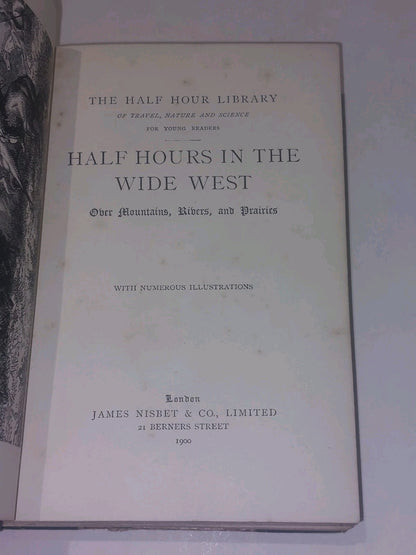 THE HALF HOUR LIBRARY
OF TRAVEL, NATURE AND SCIENCE
FOR YOUNG READERS
HALF HOURS IN THE
WIDE WEST
Over Mountains, Rivers, and Prairies
WITH NUMEROUS ILLUSTRATIONS
London
JAMES NISBET & CO., LIMITED
21 BERNERS STREET
1900